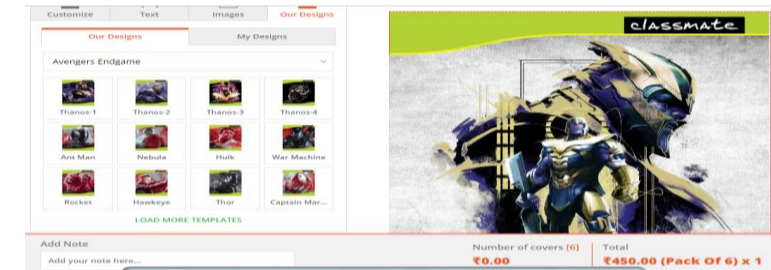 Customize Text Images Our Designs
Our Designs My Designs
Avengers Endgame
Thanos-1 Thanos-2 Thanos-3 Thanos-4
Ant Man Nebula Hulk War Machine
Rocket Hawkeye Thor Captain Mar...
LOAD MORE TEMPLATES
classmate
Add Note
Add your note here...
Number of covers [6] Total
₹0.00 ₹450.00 (Pack Of 6) x 1